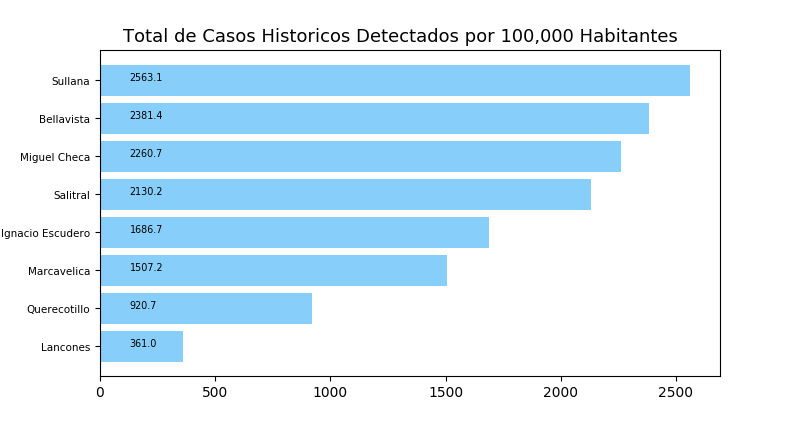 Total de Casos Historicos Detectados por 100,000 Habitantes
Sullana 2563.1
Bellavista 2381.4
Miguel Checa 2260.7
Salitral 2130.2
Ignacio Escudero 1686.7
Marcavelica 1507.2
Querecotillo 920.7
Lancones 361.0
0 500 1000 1500 2000 2500